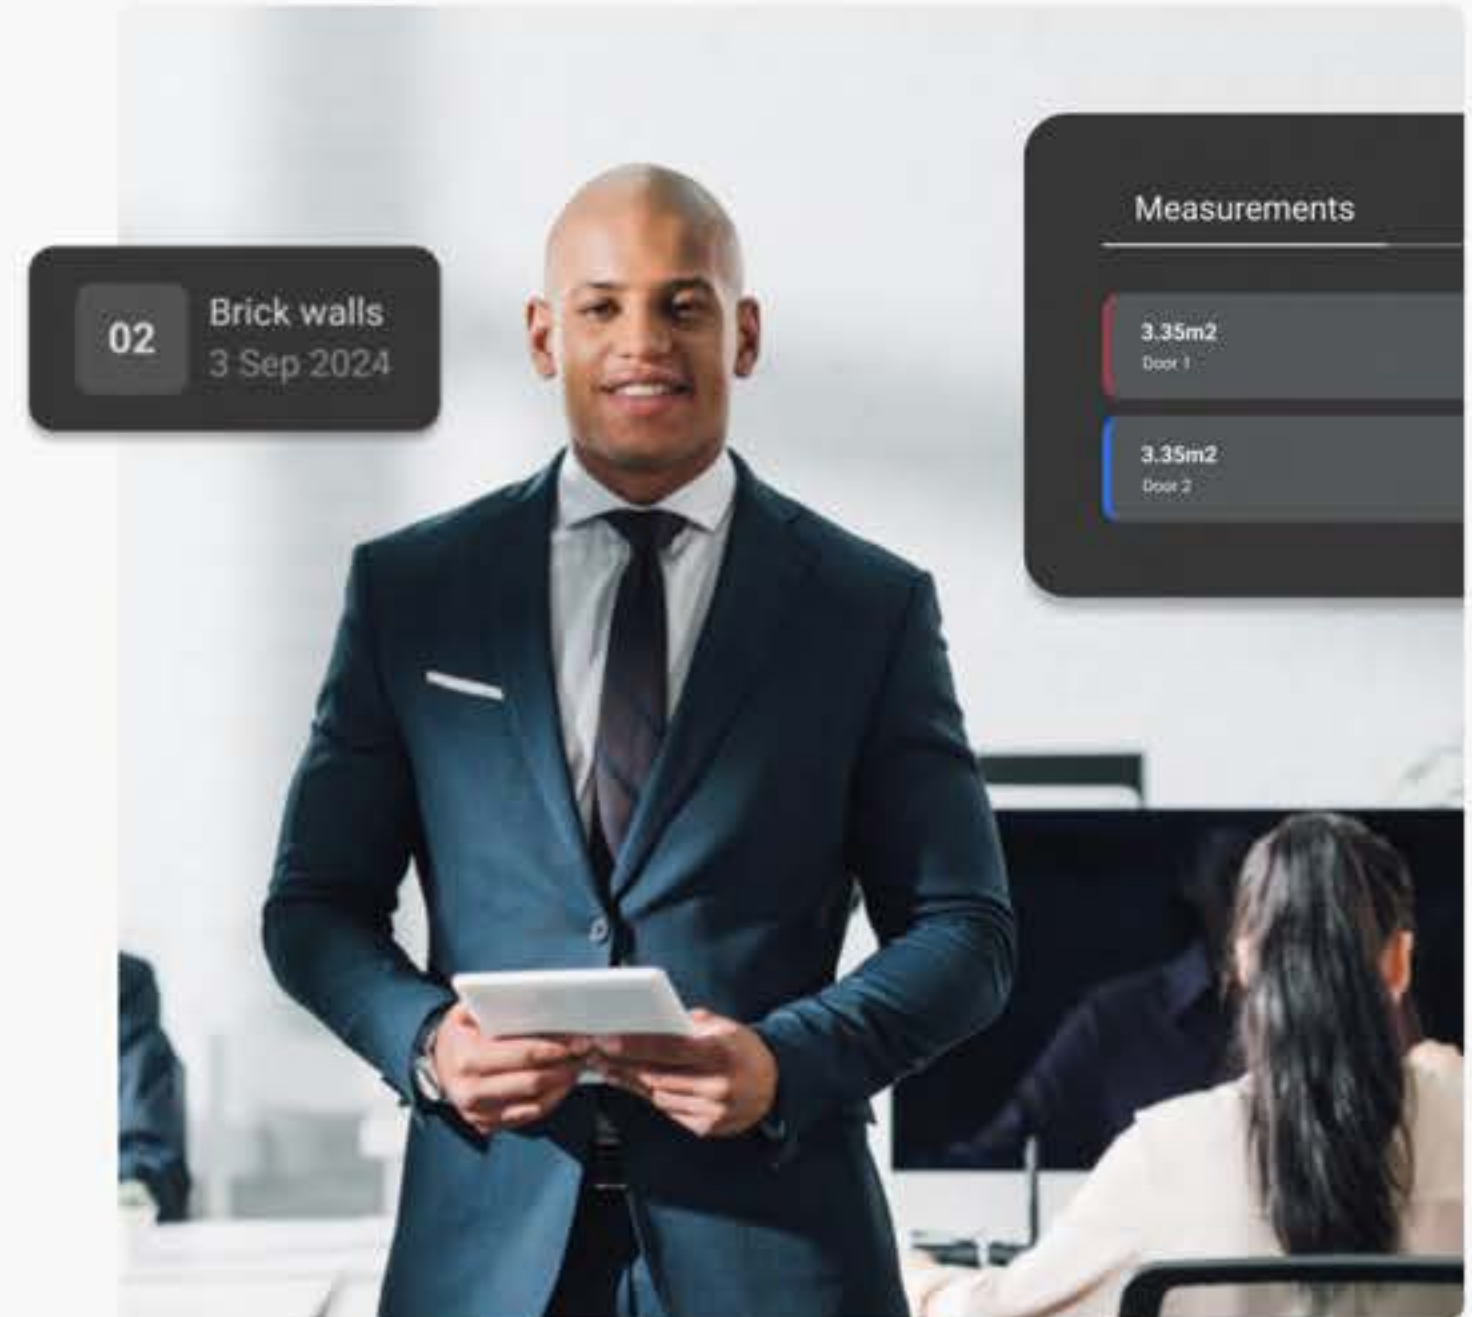 02
Brick walls
3 Sep 2024
Measurements
3.35m2
Door 1
3.35m2
Door 2